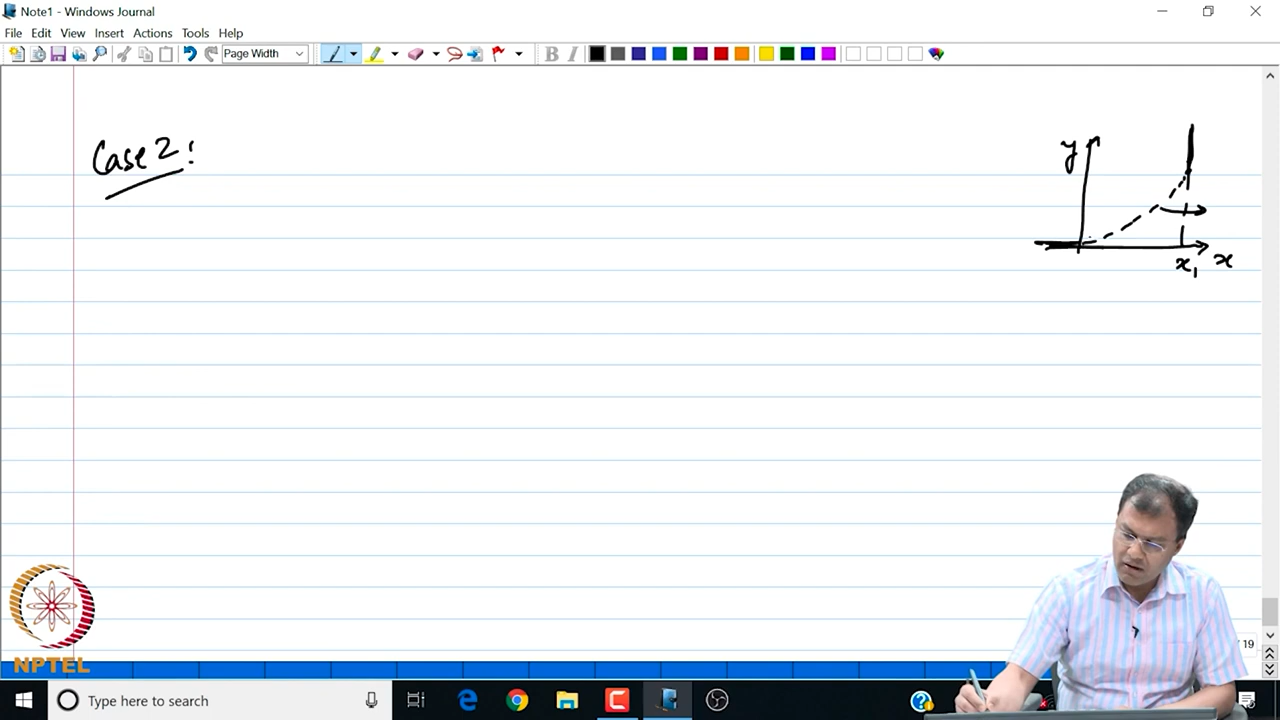 Note1 - Windows Journal
File Edit View Insert Actions Tools Help
Page Width
B I
Case 2:
y
x₁ x
/ 19
NPTEL
Type here to search